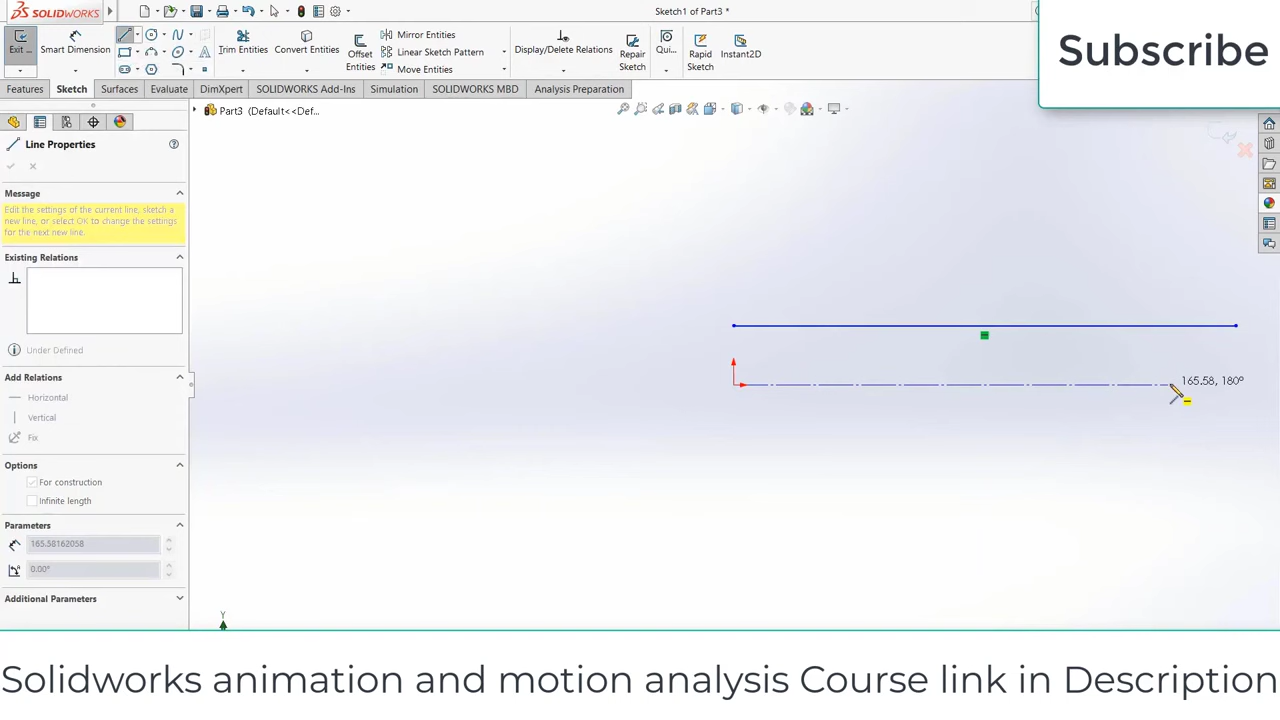 SOLIDWORKS
Sketch1 of Part3 *
Subscribe
Exit ...
Smart Dimension
Trim Entities
Convert Entities
Offset
Entities
Mirror Entities
Linear Sketch Pattern
Move Entities
Display/Delete Relations
Repair
Sketch
Qui...
Rapid
Sketch
Instant2D
Features
Sketch
Surfaces
Evaluate
DimXpert
SOLIDWORKS Add-Ins
Simulation
SOLIDWORKS MBD
Analysis Preparation
Part3 (Default<<Def...
Line Properties
Message
Edit the settings of the current line, sketch a
new line, or select OK to change the settings
for the next new line.
Existing Relations
Under Defined
Add Relations
Horizontal
Vertical
Fix
Options
For construction
Infinite length
Parameters
165.58162058
0.00°
Additional Parameters
165.58, 180°
Y
Solidworks animation and motion analysis Course link in Description